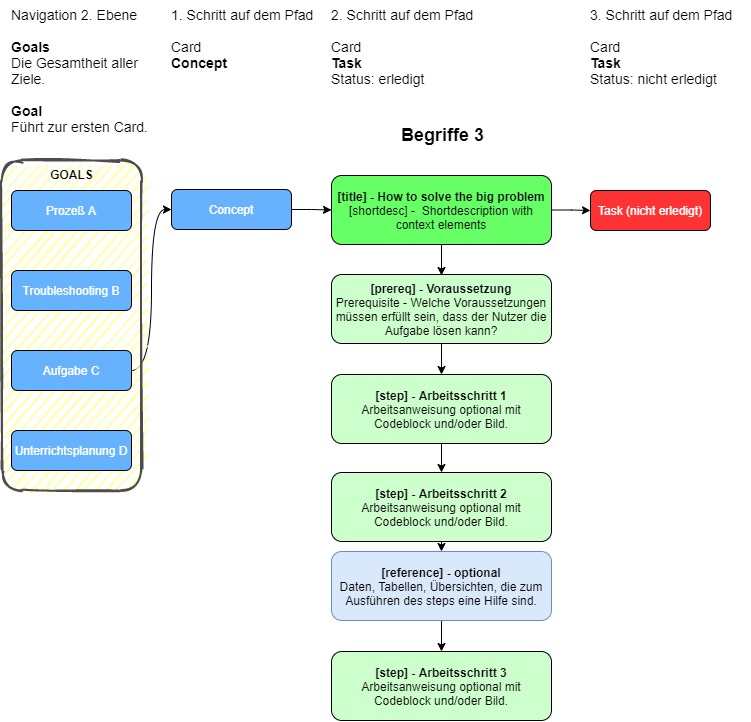 Navigation 2. Ebene
Goals
Die Gesamtheit aller
Ziele.
Goal
Führt zur ersten Card.
1. Schritt auf dem Pfad
Card
Concept
2. Schritt auf dem Pfad
Card
Task
Status: erledigt
3. Schritt auf dem Pfad
Card
Task
Status: nicht erledigt
Begriffe 3
GOALS
Prozeß A
Troubleshooting B
Aufgabe C
Unterrichtsplanung D
Concept
[title] - How to solve the big problem
[shortdesc] - Shortdescription with
context elements
Task (nicht erledigt)
[prereq] - Voraussetzung
Prerequisite - Welche Voraussetzungen
müssen erfüllt sein, dass der Nutzer die
Aufgabe lösen kann?
[step] - Arbeitsschritt 1
Arbeitsanweisung optional mit
Codeblock und/oder Bild.
[step] - Arbeitsschritt 2
Arbeitsanweisung optional mit
Codeblock und/oder Bild.
[reference] - optional
Daten, Tabellen, Übersichten, die zum
Ausführen des steps eine Hilfe sind.
[step] - Arbeitsschritt 3
Arbeitsanweisung optional mit
Codeblock und/oder Bild.